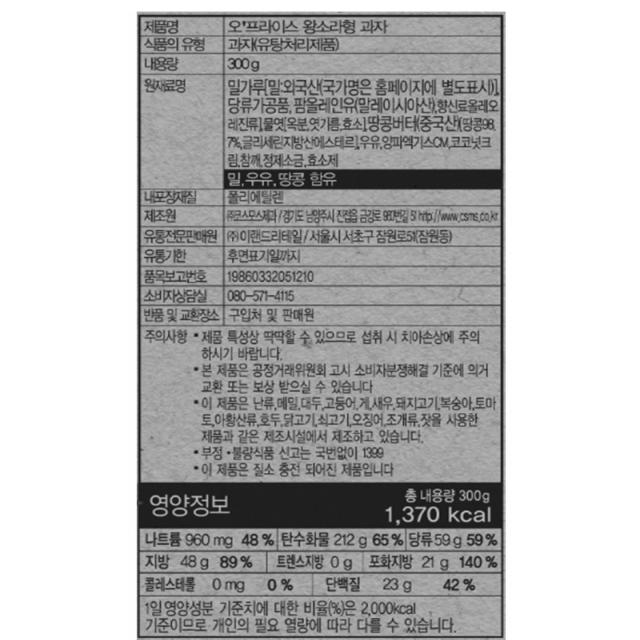 제품명 오'프라이스 왕소라형 과자
식품의 유형 과자(유탕처리제품)
내용량 300g
원재료명 밀가루[밀:외국산(국가명은 홈페이지에 별도표시)],
당류가공품, 팜올레인유(말레이시아산),향신료올레오
레진류],물엿[옥분,엿기름,효소],땅콩버터(중국산)[땅콩98.
7%,글리세린지방산에스테르],우유,양파엑기스CM,코코넛크
림,참깨,정제소금,효소제
밀,우유,땅콩 함유
내포장재질 폴리에틸렌
제조원 ㈜코스모스제과/경기도 남양주시 진접읍 금강로 960번길 51 http://www.csms.co.kr
유통전문판매원 (주)이랜드리테일/서울시 서초구 잠원로51(잠원동)
유통기한 후면표기일까지
품목보고번호 19860332051210
소비자상담실 080-571-4115
반품 및 교환장소 구입처 및 판매원
주의사항 • 제품 특성상 딱딱할 수 있으므로 섭취 시 치아손상에 주의
하시기 바랍니다.
• 본 제품은 공정거래위원회 고시 소비자분쟁해결 기준에 의거
교환 또는 보상 받으실 수 있습니다
• 이 제품은 난류,메밀,대두,고등어,게,새우,돼지고기,복숭아,토마
토,아황산류,호두,닭고기,쇠고기,오징어,조개류,잣을 사용한
제품과 같은 제조시설에서 제조하고 있습니다.
• 부정•불량식품 신고는 국번없이 1399
• 이 제품은 질소 충전 되어진 제품입니다
영양정보 총 내용량 300g
1,370 kcal
나트륨 960 mg 48 % 탄수화물 212 g 65 % 당류 59 g 59 %
지방 48 g 89 % 트랜스지방 0 g 포화지방 21 g 140 %
콜레스테롤 0 mg 0 % 단백질 23 g 42 %
1일 영양성분 기준치에 대한 비율(%)은 2,000kcal
기준이므로 개인의 필요 열량에 따라 다를 수 있습니다.